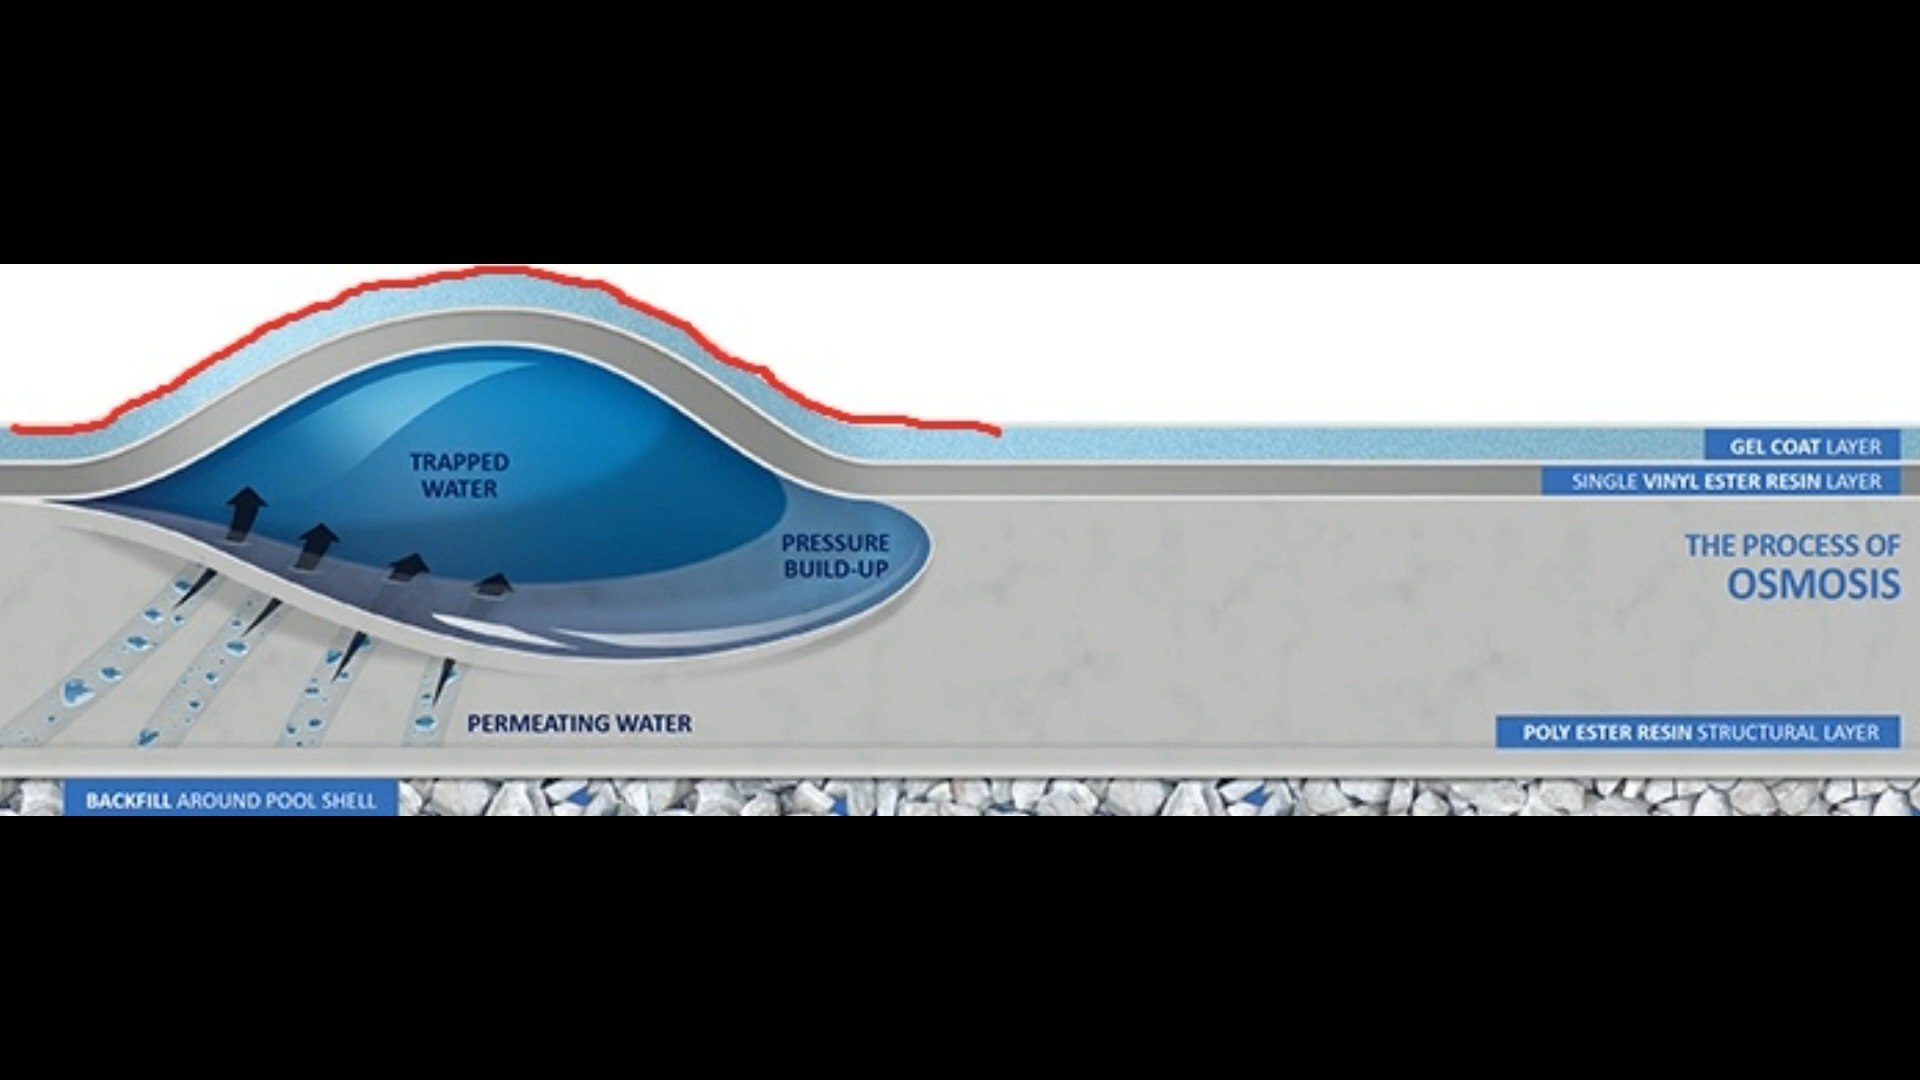 GEL COAT LAYER
SINGLE VINYL ESTER RESIN LAYER
TRAPPED
WATER
PRESSURE
BUILD-UP
THE PROCESS OF
OSMOSIS
PERMEATING WATER
POLY ESTER RESIN STRUCTURAL LAYER
BACKFILL AROUND POOL SHELL